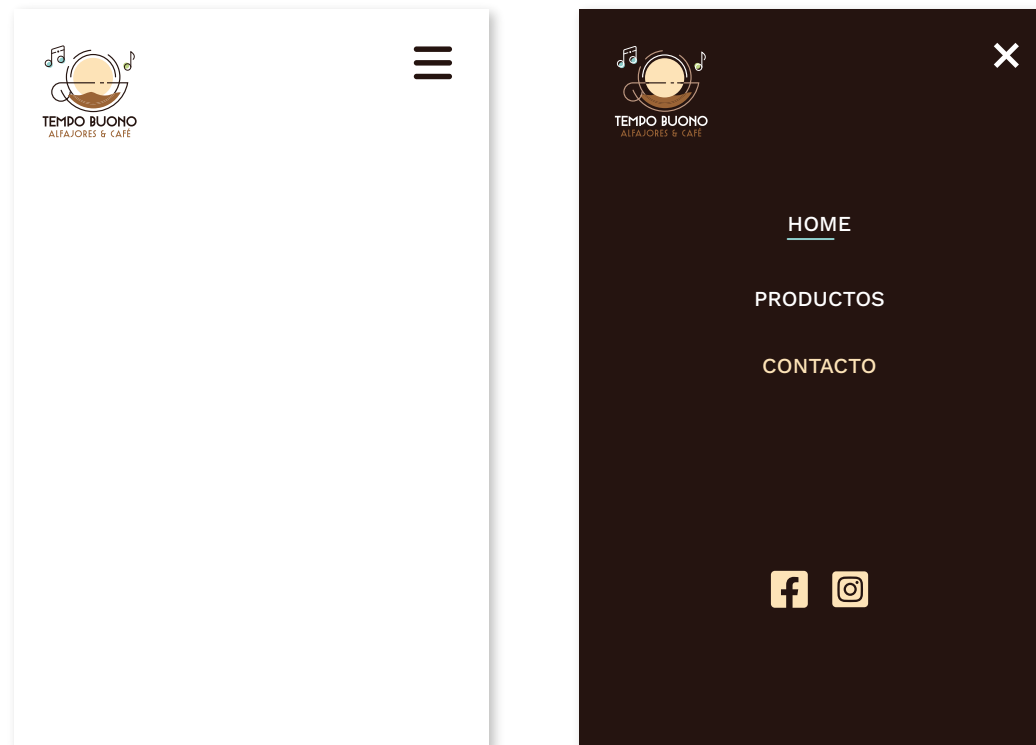 TEMPO BUONO
ALFAJORES & CAFÉ
TEMPO BUONO
ALFAJORES & CAFÉ
HOME
PRODUCTOS
CONTACTO